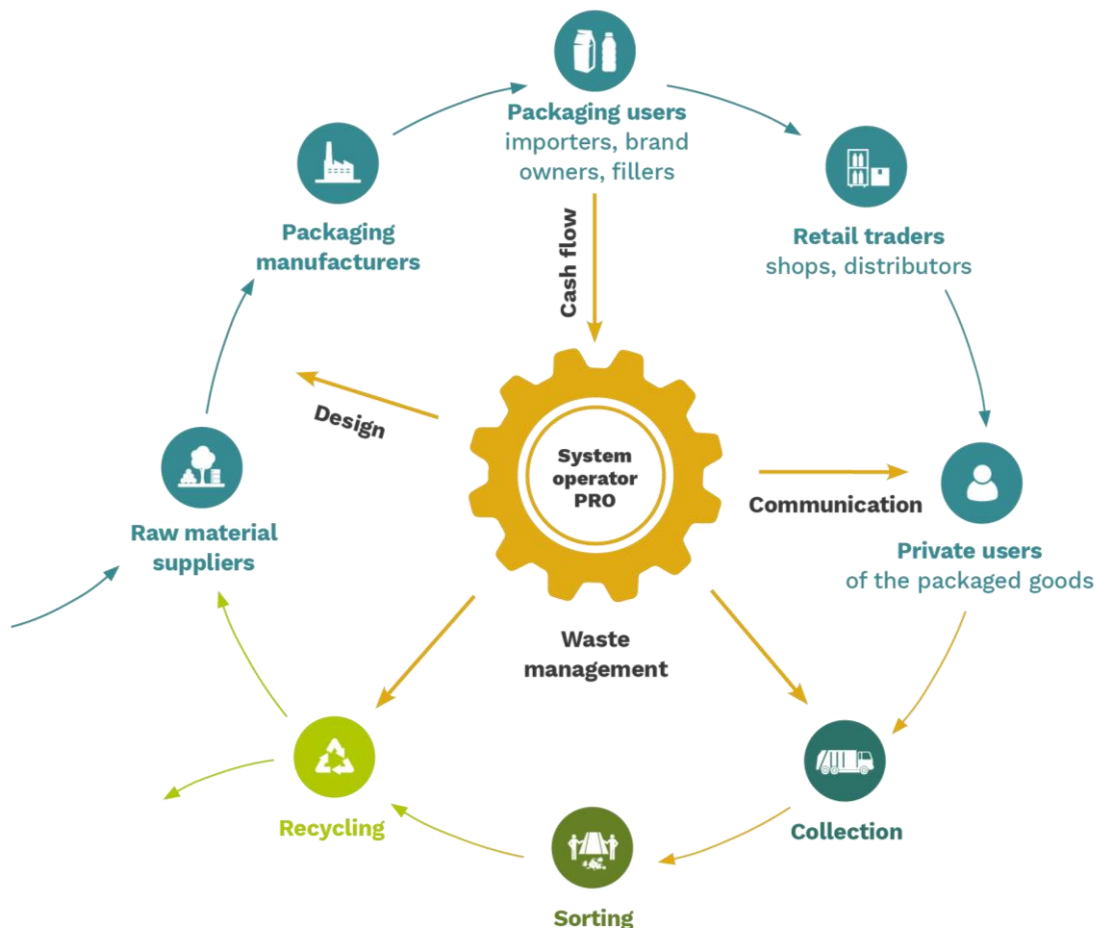 Packaging users
importers, brand
owners, fillers
Packaging
manufacturers
Cash flow
Retail traders
shops, distributors
Design
System
operator
PRO
Communication
Raw material
suppliers
Private users
of the packaged goods
Waste
management
Recycling
Collection
Sorting